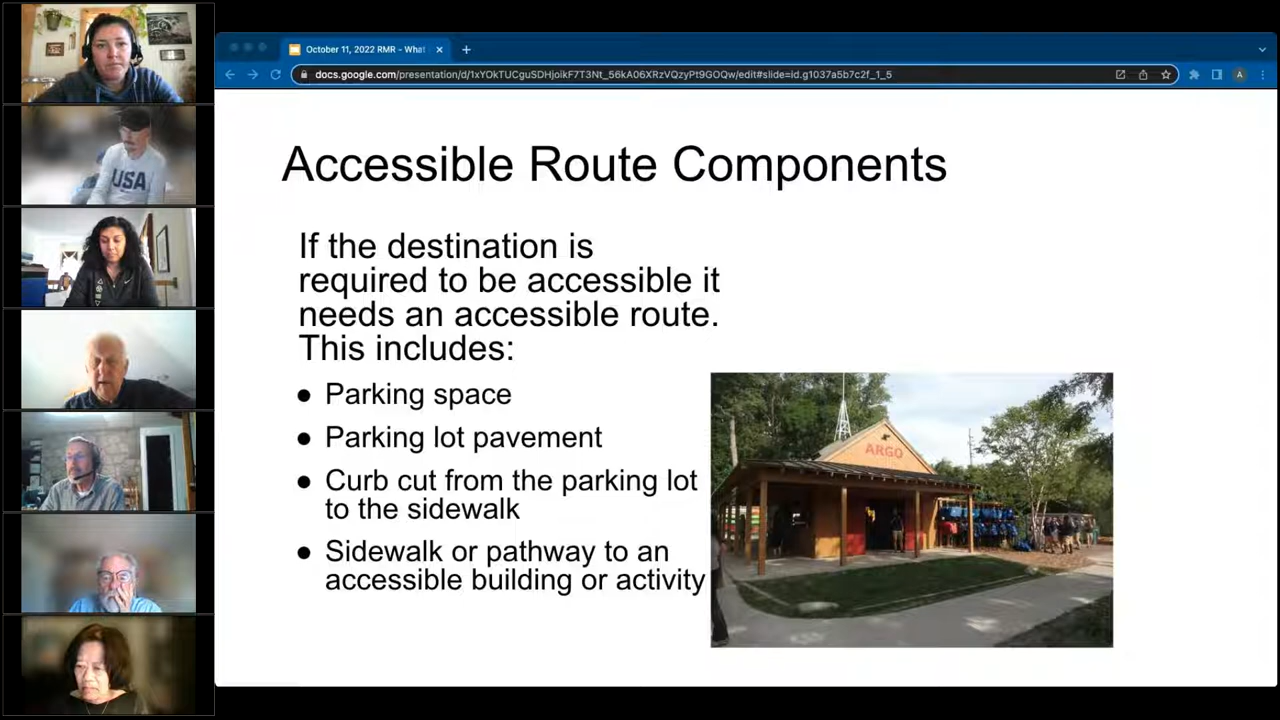 October 11, 2022 RMR - What
docs.google.com/presentation/d/1xYOkTUCguSDHjoikF7T3Nt_56kA06XRzVQzyPt9GOQw/edit#slide=id.g1037a5b7c2f_1_5
A
USA
Accessible Route Components
If the destination is
required to be accessible it
needs an accessible route.
This includes:
● Parking space
● Parking lot pavement
● Curb cut from the parking lot
to the sidewalk
● Sidewalk or pathway to an
accessible building or activity
ARGO